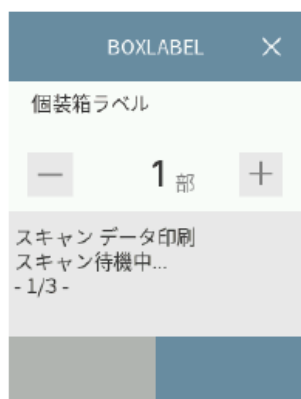 BOXLABEL ×
個装箱ラベル
− 1 部 +
スキャン データ印刷
スキャン待機中...
- 1/3 -